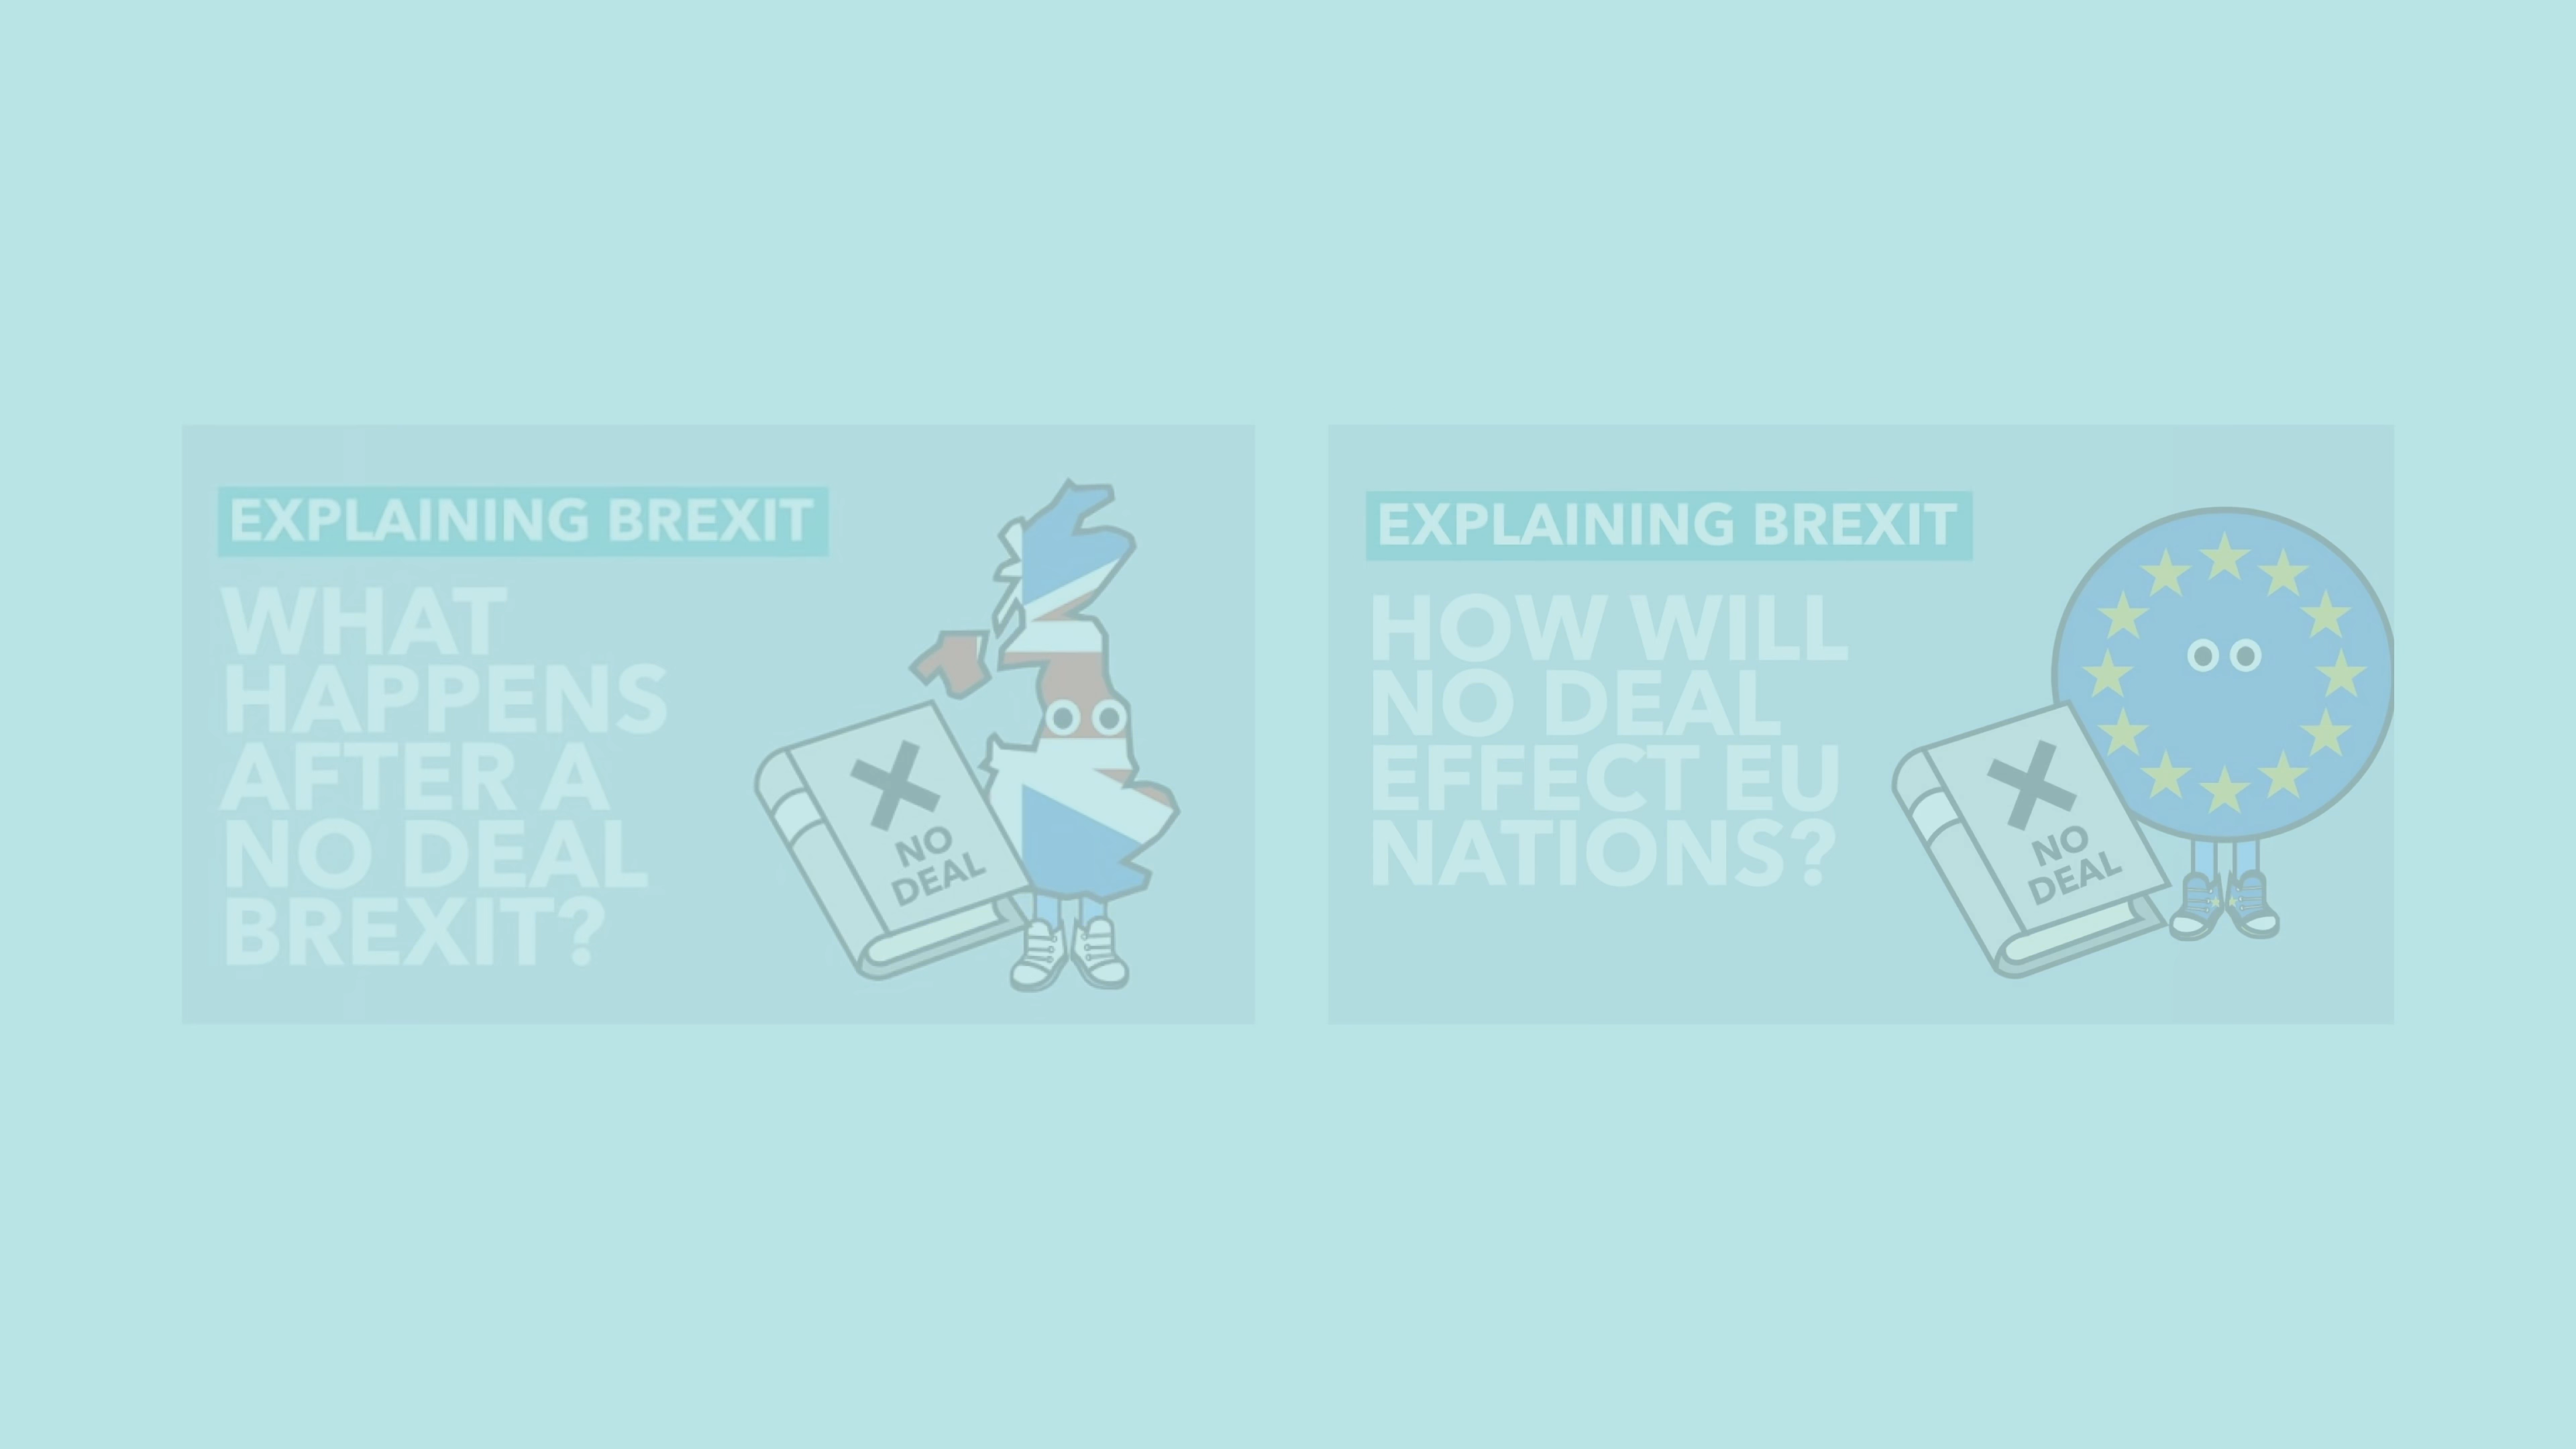 EXPLAINING BREXIT
WHAT
HAPPENS
AFTER A
NO DEAL
BREXIT?
NO
DEAL
EXPLAINING BREXIT
HOW WILL
NO DEAL
EFFECT EU
NATIONS?
NO
DEAL